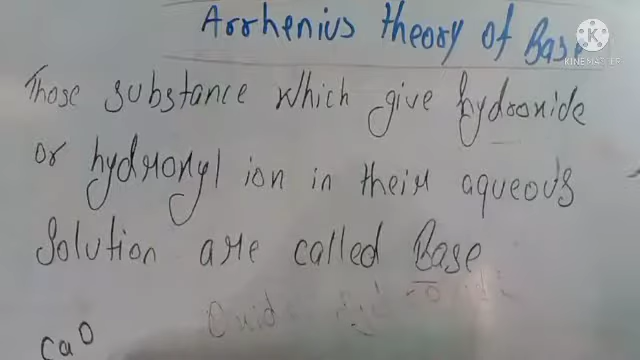 Arrhenius theory of Base
KINEMASTER
Those substance which give hydroxide
or hydroxyl ion in their aqueous
Solution are called Base
CaO